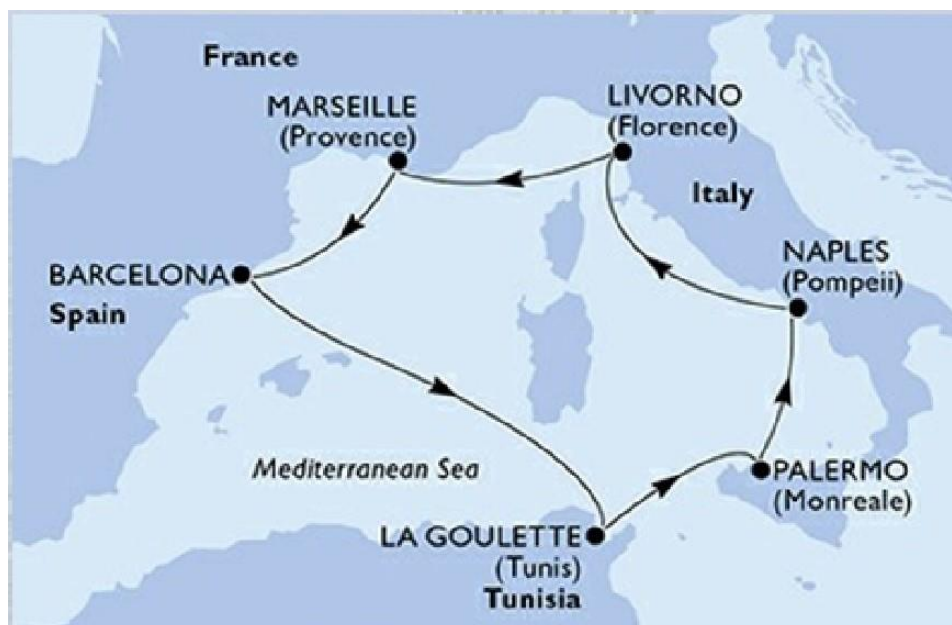 France
MARSEILLE
(Provence)
LIVORNO
(Florence)
Italy
BARCELONA
Spain
NAPLES
(Pompeii)
Mediterranean Sea
PALERMO
(Monreale)
LA GOULETTE
(Tunis)
Tunisia